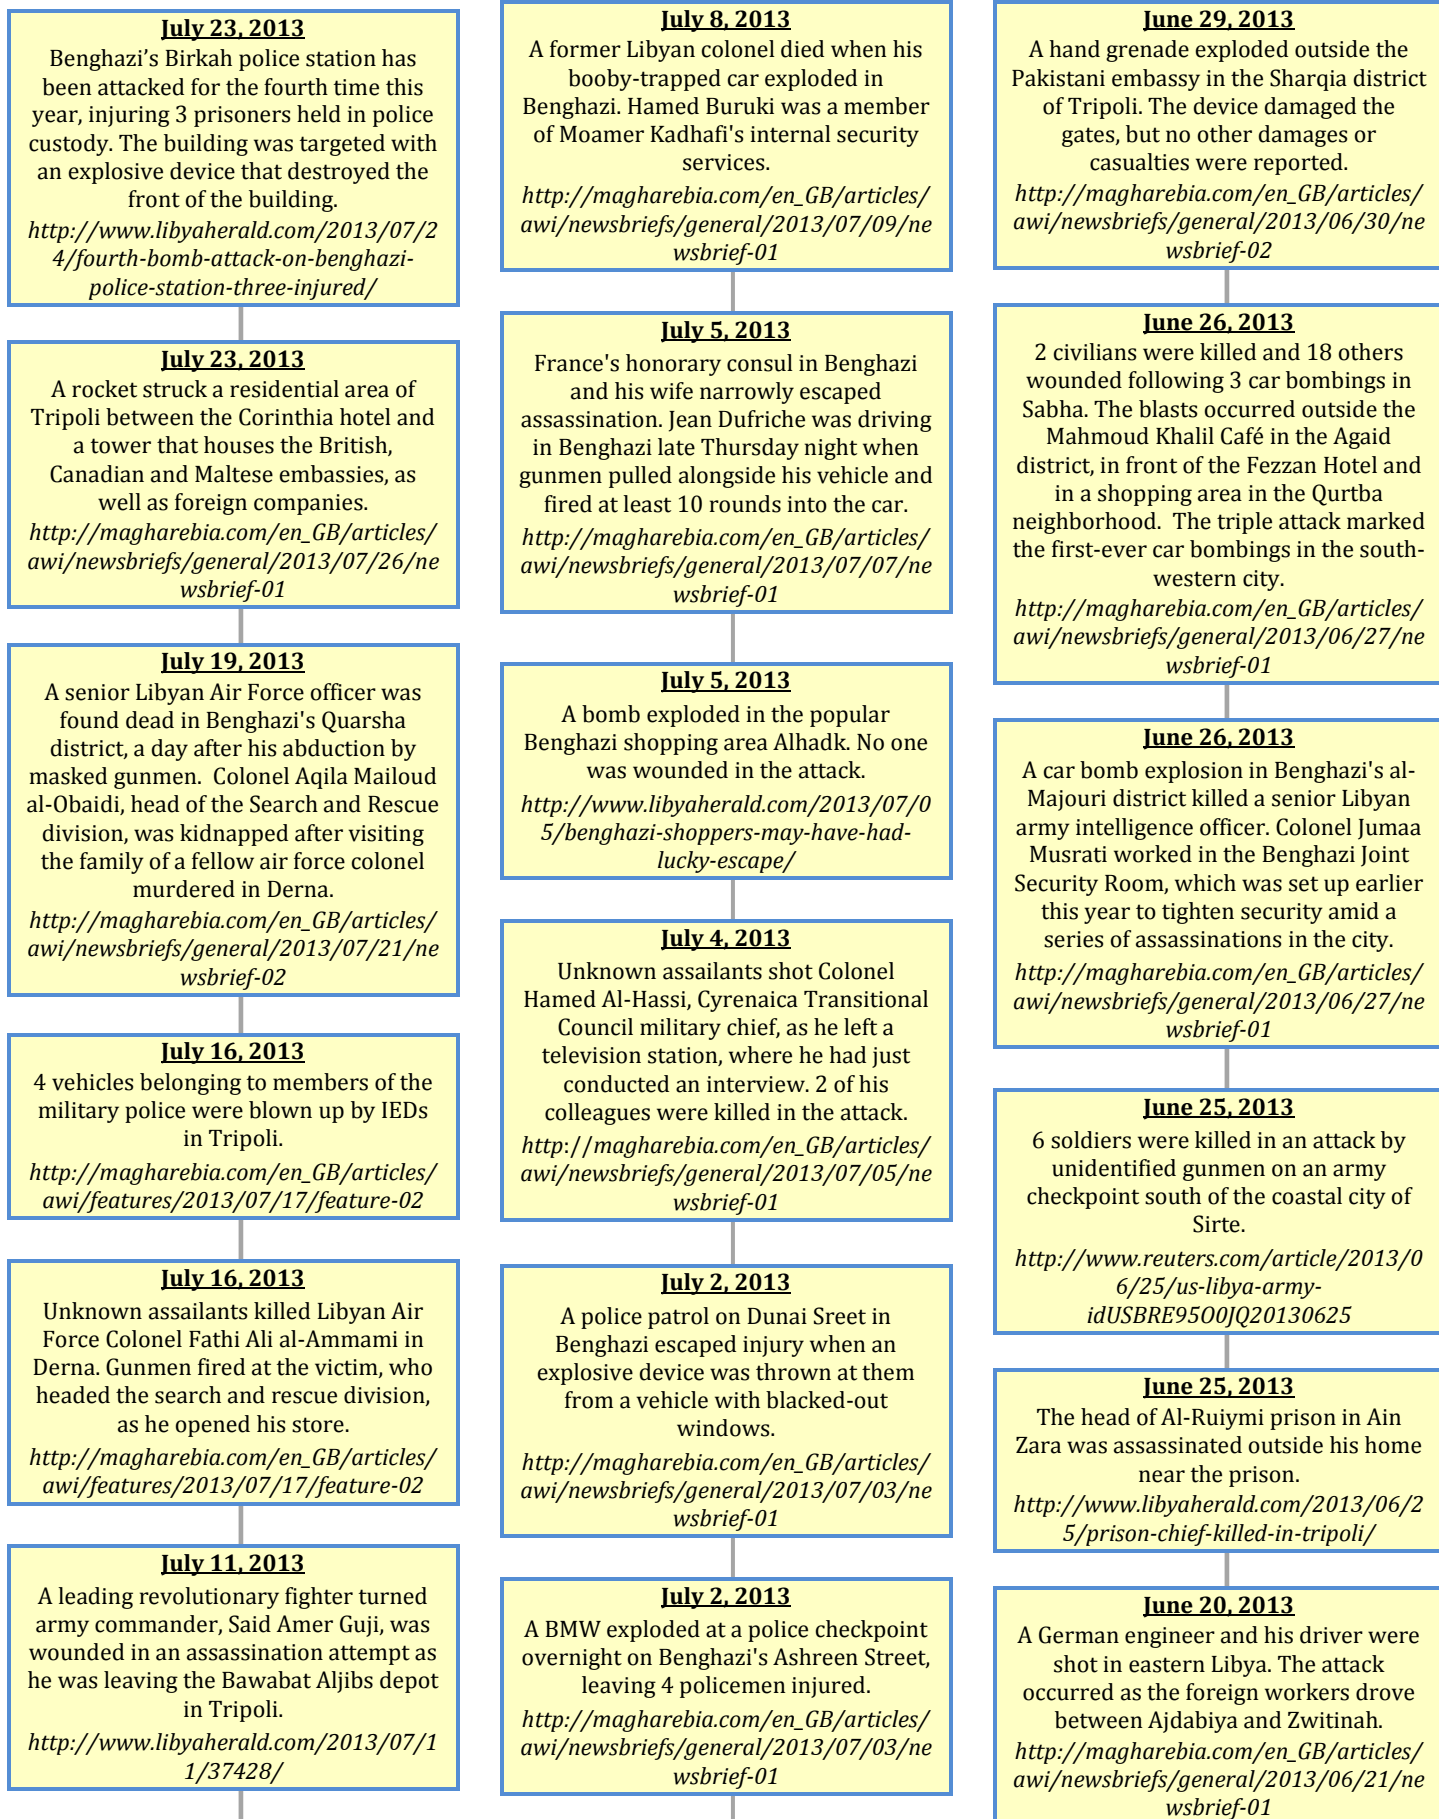 July 23, 2013
Benghazi’s Birkah police station has
been attacked for the fourth time this
year, injuring 3 prisoners held in police
custody. The building was targeted with
an explosive device that destroyed the
front of the building.
http://www.libyaherald.com/2013/07/2
4/fourth-bomb-attack-on-benghazi-
police-station-three-injured/
July 23, 2013
A rocket struck a residential area of
Tripoli between the Corinthia hotel and
a tower that houses the British,
Canadian and Maltese embassies, as
well as foreign companies.
http://magharebia.com/en_GB/articles/
awi/newsbriefs/general/2013/07/26/ne
wsbrief-01
July 19, 2013
A senior Libyan Air Force officer was
found dead in Benghazi's Quarsha
district, a day after his abduction by
masked gunmen.  Colonel Aqila Mailoud
al-Obaidi, head of the Search and Rescue
division, was kidnapped after visiting
the family of a fellow air force colonel
murdered in Derna.
http://magharebia.com/en_GB/articles/
awi/newsbriefs/general/2013/07/21/ne
wsbrief-02
July 16, 2013
4 vehicles belonging to members of the
military police were blown up by IEDs
in Tripoli.
http://magharebia.com/en_GB/articles/
awi/features/2013/07/17/feature-02
July 16, 2013
Unknown assailants killed Libyan Air
Force Colonel Fathi Ali al-Ammami in
Derna. Gunmen fired at the victim, who
headed the search and rescue division,
as he opened his store.
http://magharebia.com/en_GB/articles/
awi/features/2013/07/17/feature-02
July 11, 2013
A leading revolutionary fighter turned
army commander, Said Amer Guji, was
wounded in an assassination attempt as
he was leaving the Bawabat Aljibs depot
in Tripoli.
http://www.libyaherald.com/2013/07/1
1/37428/
July 8, 2013
A former Libyan colonel died when his
booby-trapped car exploded in
Benghazi. Hamed Buruki was a member
of Moamer Kadhafi's internal security
services.
http://magharebia.com/en_GB/articles/
awi/newsbriefs/general/2013/07/09/ne
wsbrief-01
July 5, 2013
France's honorary consul in Benghazi
and his wife narrowly escaped
assassination. Jean Dufriche was driving
in Benghazi late Thursday night when
gunmen pulled alongside his vehicle and
fired at least 10 rounds into the car.
http://magharebia.com/en_GB/articles/
awi/newsbriefs/general/2013/07/07/ne
wsbrief-01
July 5, 2013
A bomb exploded in the popular
Benghazi shopping area Alhadk. No one
was wounded in the attack.
http://www.libyaherald.com/2013/07/0
5/benghazi-shoppers-may-have-had-
lucky-escape/
July 4, 2013
Unknown assailants shot Colonel
Hamed Al-Hassi, Cyrenaica Transitional
Council military chief, as he left a
television station, where he had just
conducted an interview. 2 of his
colleagues were killed in the attack.
http://magharebia.com/en_GB/articles/
awi/newsbriefs/general/2013/07/05/ne
wsbrief-01
July 2, 2013
A police patrol on Dunai Sreet in
Benghazi escaped injury when an
explosive device was thrown at them
from a vehicle with blacked-out
windows.
http://magharebia.com/en_GB/articles/
awi/newsbriefs/general/2013/07/03/ne
wsbrief-01
July 2, 2013
A BMW exploded at a police checkpoint
overnight on Benghazi's Ashreen Street,
leaving 4 policemen injured.
http://magharebia.com/en_GB/articles/
awi/newsbriefs/general/2013/07/03/ne
wsbrief-01
June 29, 2013
A hand grenade exploded outside the
Pakistani embassy in the Sharqia district
of Tripoli. The device damaged the
gates, but no other damages or
casualties were reported.
http://magharebia.com/en_GB/articles/
awi/newsbriefs/general/2013/06/30/ne
wsbrief-02
June 26, 2013
2 civilians were killed and 18 others
wounded following 3 car bombings in
Sabha. The blasts occurred outside the
Mahmoud Khalil Café in the Agaid
district, in front of the Fezzan Hotel and
in a shopping area in the Qurtba
neighborhood.  The triple attack marked
the first-ever car bombings in the south-
western city.
http://magharebia.com/en_GB/articles/
awi/newsbriefs/general/2013/06/27/ne
wsbrief-01
June 26, 2013
A car bomb explosion in Benghazi's al-
Majouri district killed a senior Libyan
army intelligence officer. Colonel Jumaa
Musrati worked in the Benghazi Joint
Security Room, which was set up earlier
this year to tighten security amid a
series of assassinations in the city.
http://magharebia.com/en_GB/articles/
awi/newsbriefs/general/2013/06/27/ne
wsbrief-01
June 25, 2013
6 soldiers were killed in an attack by
unidentified gunmen on an army
checkpoint south of the coastal city of
Sirte.
http://www.reuters.com/article/2013/0
6/25/us-libya-army-
idUSBRE95O0JQ20130625
June 25, 2013
The head of Al-Ruiymi prison in Ain
Zara was assassinated outside his home
near the prison.
http://www.libyaherald.com/2013/06/2
5/prison-chief-killed-in-tripoli/
June 20, 2013
A German engineer and his driver were
shot in eastern Libya. The attack
occurred as the foreign workers drove
between Ajdabiya and Zwitinah.
http://magharebia.com/en_GB/articles/
awi/newsbriefs/general/2013/06/21/ne
wsbrief-01